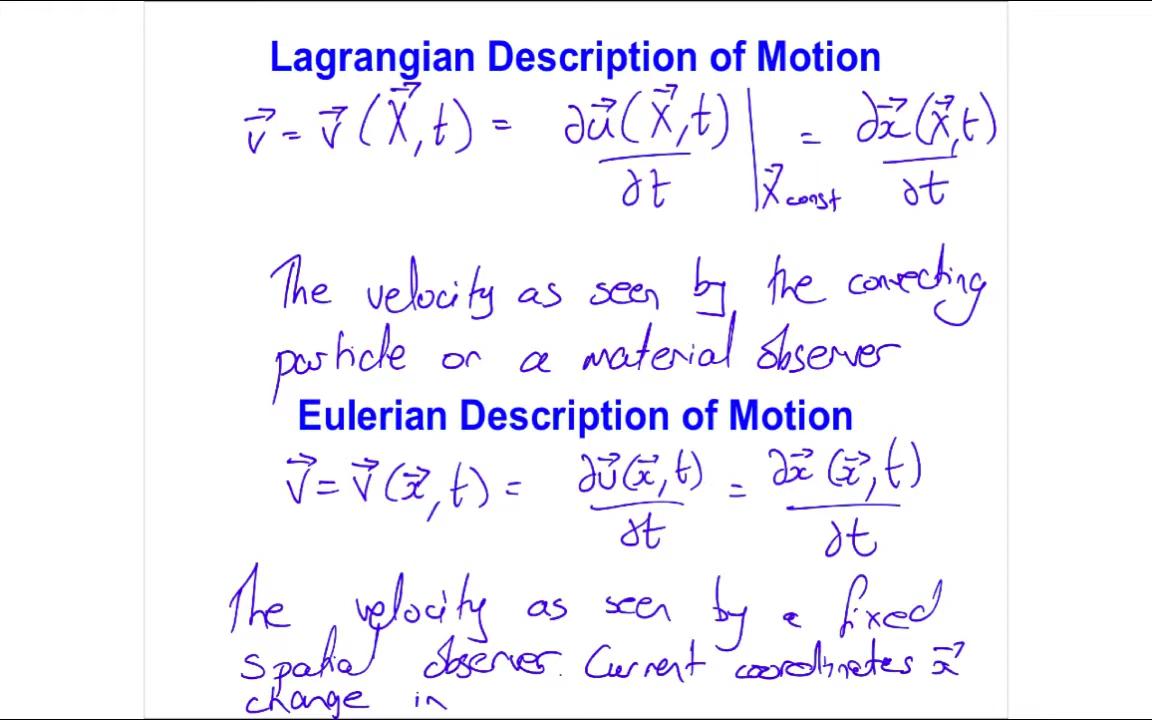 Lagrangian Description of Motion
v⃗ = v⃗ (X⃗, t) = ∂u⃗(X⃗, t)/∂t |X⃗ const = ∂x⃗(X⃗, t)/∂t
The velocity as seen by the convecting
particle or a material observer
Eulerian Description of Motion
v⃗ = v⃗ (x⃗, t) = ∂u⃗(x⃗, t)/∂t = ∂x⃗ (x⃗, t)/∂t
The velocity as seen by a fixed
spatial observer. Current coordinates x⃗
change in